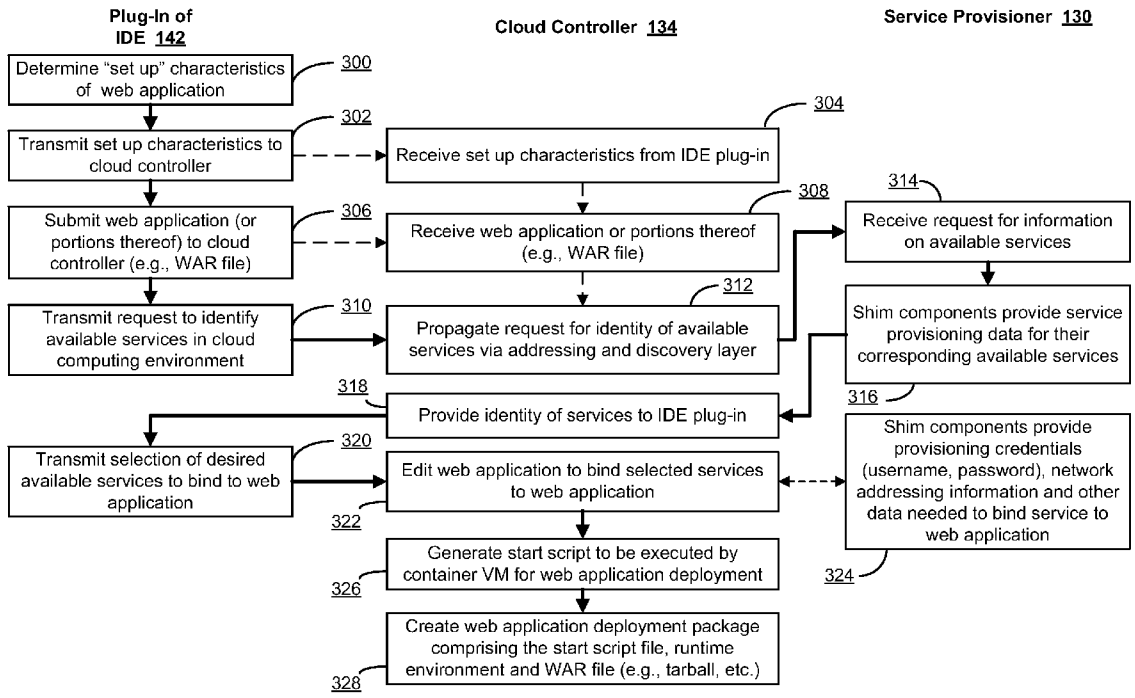 Plug-In of
IDE 142
Cloud Controller 134
Service Provisioner 130
Determine “set up” characteristics
of web application
300
Transmit set up characteristics to
cloud controller
302
Receive set up characteristics from IDE plug-in
304
Submit web application (or
portions thereof) to cloud
controller (e.g., WAR file)
306
Receive web application or portions thereof
(e.g., WAR file)
308
Receive request for information
on available services
314
Transmit request to identify
available services in cloud
computing environment
310
Propagate request for identity of available
services via addressing and discovery layer
312
Shim components provide service
provisioning data for their
corresponding available services
316
318
Provide identity of services to IDE plug-in
Transmit selection of desired
available services to bind to web
application
320
Edit web application to bind selected services
to web application
322
Shim components provide
provisioning credentials
(username, password), network
addressing information and other
data needed to bind service to
web application
324
Generate start script to be executed by
container VM for web application deployment
326
Create web application deployment package
comprising the start script file, runtime
environment and WAR file (e.g., tarball, etc.)
328